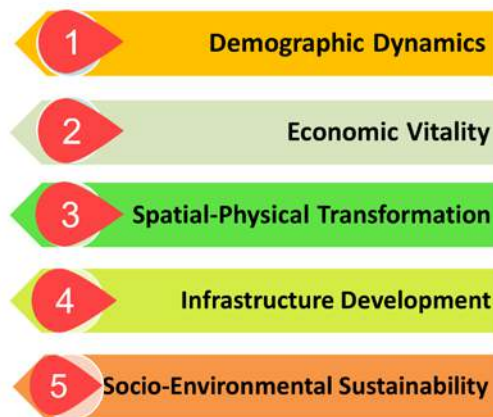 1 Demographic Dynamics
2 Economic Vitality
3 Spatial-Physical Transformation
4 Infrastructure Development
5 Socio-Environmental Sustainability